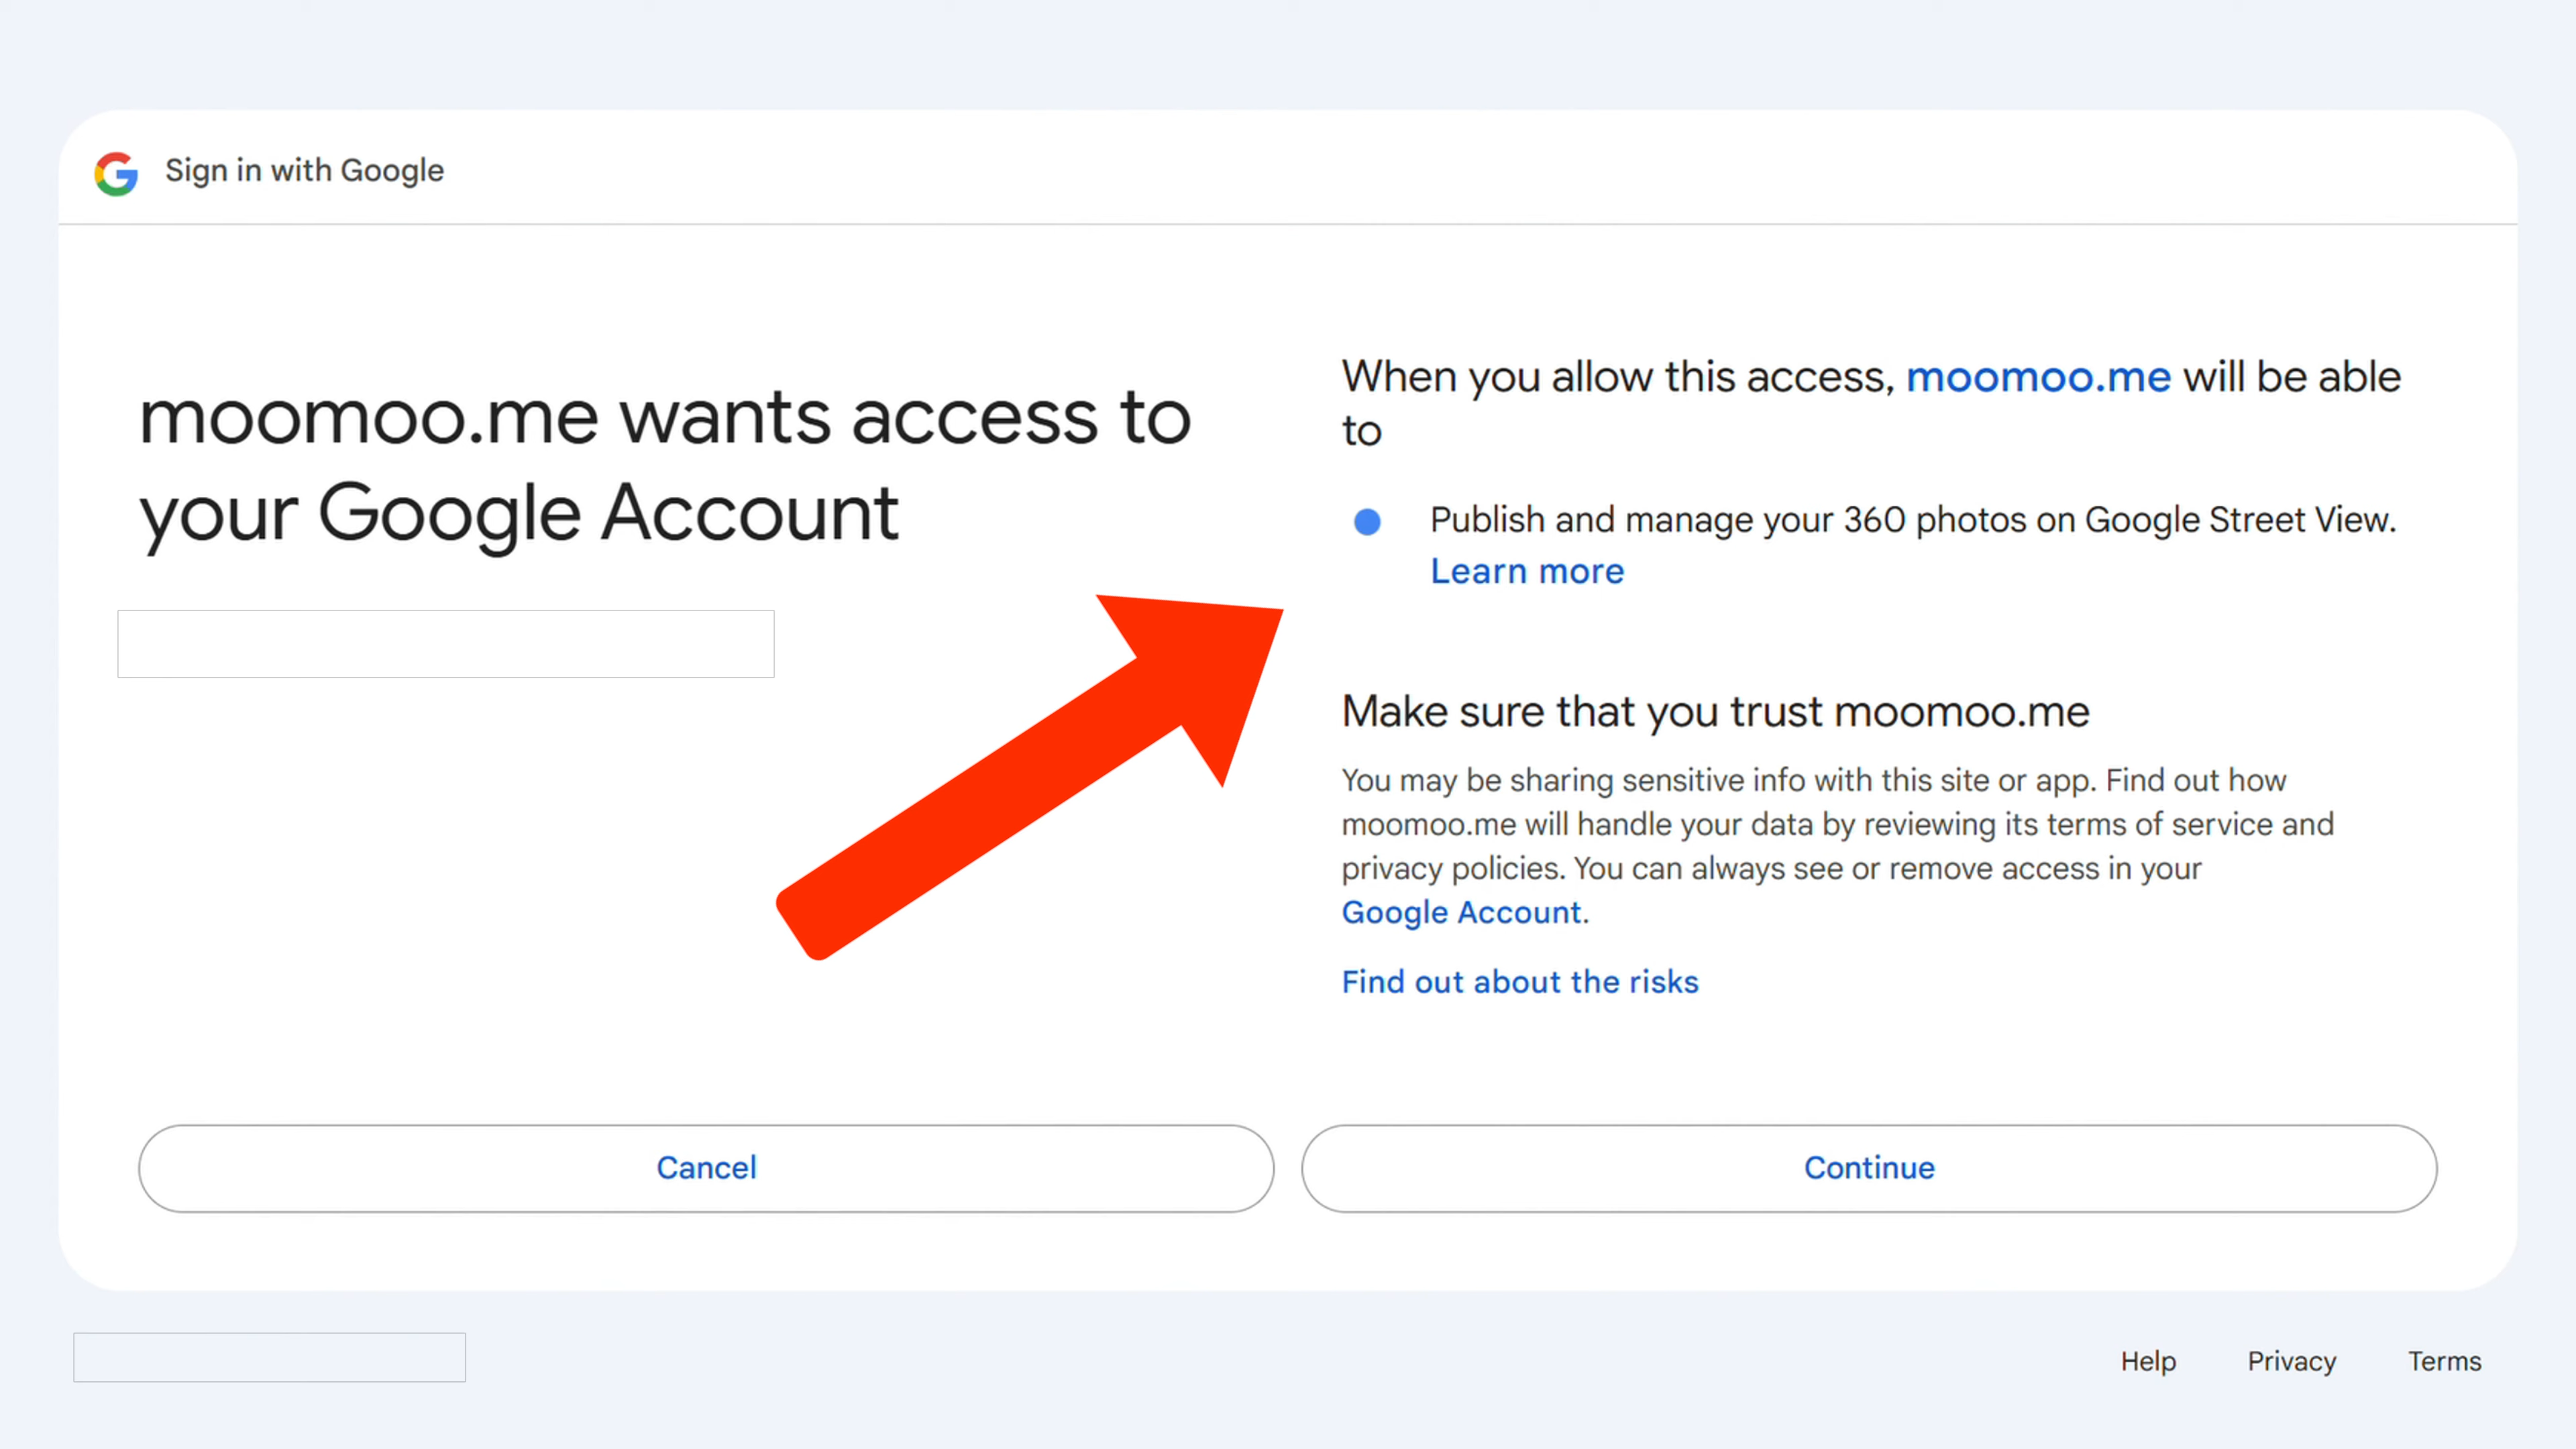 Sign in with Google
moomoo.me wants access to
your Google Account
When you allow this access, moomoo.me will be able
to
Publish and manage your 360 photos on Google Street View.
Learn more
Make sure that you trust moomoo.me
You may be sharing sensitive info with this site or app. Find out how
moomoo.me will handle your data by reviewing its terms of service and
privacy policies. You can always see or remove access in your
Google Account.
Find out about the risks
Cancel
Continue
Help
Privacy
Terms